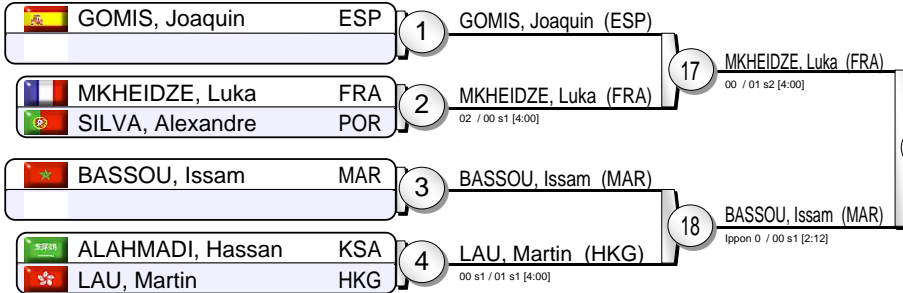 GOMIS, Joaquin ESP
1
GOMIS, Joaquin (ESP)
MKHEIDZE, Luka FRA
SILVA, Alexandre POR
2
MKHEIDZE, Luka (FRA)
02 / 00 s1 [4:00]
17
MKHEIDZE, Luka (FRA)
00 / 01 s2 [4:00]
BASSOU, Issam MAR
3
BASSOU, Issam (MAR)
ALAHMADI, Hassan KSA
LAU, Martin HKG
4
LAU, Martin (HKG)
00 s1 / 01 s1 [4:00]
18
BASSOU, Issam (MAR)
Ippon 0 / 00 s1 [2:12]